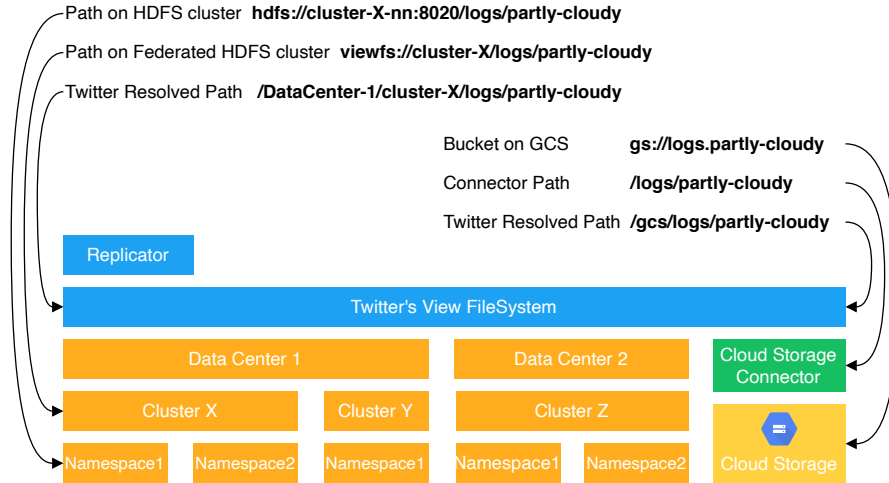 Path on HDFS cluster hdfs://cluster-X-nn:8020/logs/partly-cloudy
Path on Federated HDFS cluster viewfs://cluster-X/logs/partly-cloudy
Twitter Resolved Path /DataCenter-1/cluster-X/logs/partly-cloudy
Bucket on GCS gs://logs.partly-cloudy
Connector Path /logs/partly-cloudy
Twitter Resolved Path /gcs/logs/partly-cloudy
Replicator
Twitter's View FileSystem
Data Center 1
Data Center 2
Cloud Storage
Connector
Cluster X
Cluster Y
Cluster Z
Namespace1
Namespace2
Namespace1
Namespace1
Namespace2
Cloud Storage